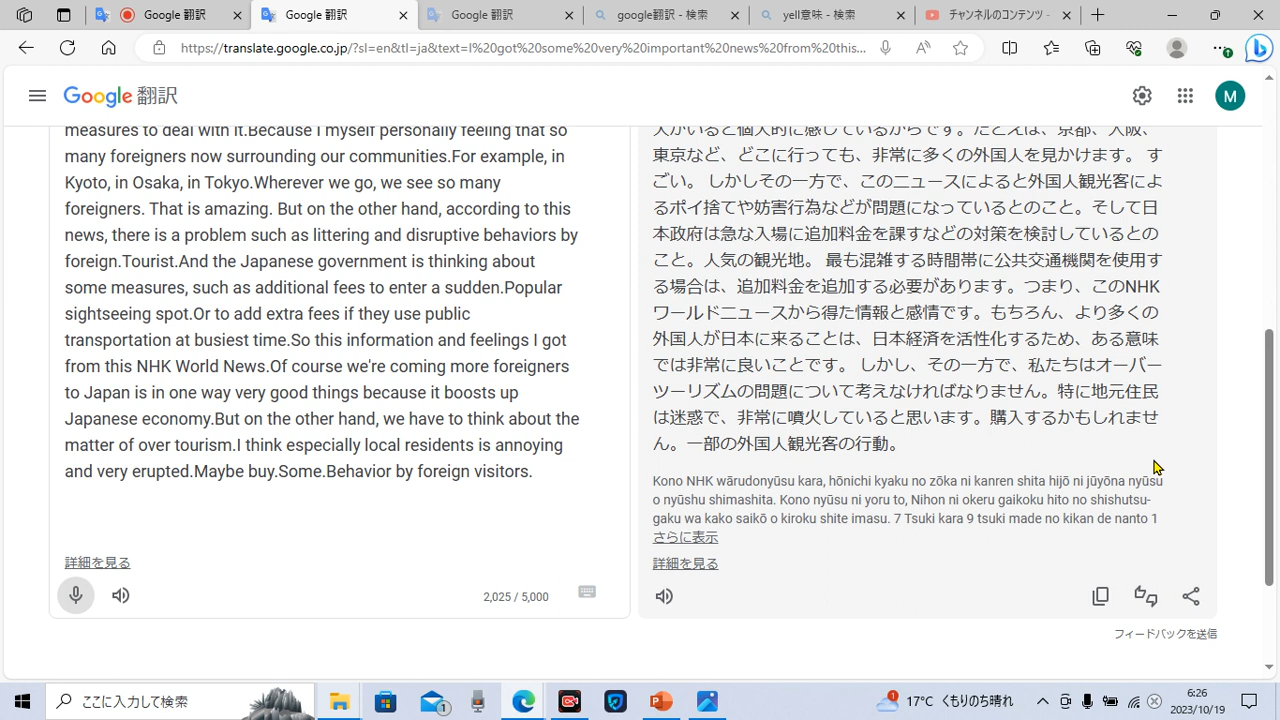 Google 翻訳
Google 翻訳
Google 翻訳
google翻訳 - 検索
yell意味 - 検索
チャンネルのコンテンツ -
https://translate.google.co.jp/?sl=en&tl=ja&text=I%20got%20some%20very%20important%20news%20from%20this...
Google 翻訳
M
measures to deal with it.Because I myself personally feeling that so
many foreigners now surrounding our communities.For example, in
Kyoto, in Osaka, in Tokyo.Wherever we go, we see so many
foreigners. That is amazing. But on the other hand, according to this
news, there is a problem such as littering and disruptive behaviors by
foreign.Tourist.And the Japanese government is thinking about
some measures, such as additional fees to enter a sudden.Popular
sightseeing spot.Or to add extra fees if they use public
transportation at busiest time.So this information and feelings I got
from this NHK World News.Of course we're coming more foreigners
to Japan is in one way very good things because it boosts up
Japanese economy.But on the other hand, we have to think about the
matter of over tourism.I think especially local residents is annoying
and very erupted.Maybe buy.Some.Behavior by foreign visitors.
詳細を見る
2,025 / 5,000
人がいると個人的に感じているからです。たとえば、京都、大阪、
東京など、どこに行っても、非常に多くの外国人を見かけます。 す
ごい。 しかしその一方で、このニュースによると外国人観光客によ
るポイ捨てや妨害行為などが問題になっているとのこと。そして日
本政府は急な入場に追加料金を課すなどの対策を検討しているとの
こと。人気の観光地。 最も混雑する時間帯に公共交通機関を使用す
る場合は、追加料金を追加する必要があります。つまり、このNHK
ワールドニュースから得た情報と感情です。もちろん、より多くの
外国人が日本に来ることは、日本経済を活性化するため、ある意味
では非常に良いことです。 しかし、その一方で、私たちはオーバー
ツーリズムの問題について考えなければなりません。特に地元住民
は迷惑で、非常に噴火していると思います。購入するかもしれませ
ん。一部の外国人観光客の行動。
Kono NHK wārudonyūsu kara, hōnichi kyaku no zōka ni kanren shita hijō ni jūyōna nyūsu
o nyūshu shimashita. Kono nyūsu ni yoru to, Nihon ni okeru gaikoku hito no shishutsu-
gaku wa kako saikō o kiroku shite imasu. 7 Tsuki kara 9 tsuki made no kikan de nanto 1
さらに表示
詳細を見る
フィードバックを送信
ここに入力して検索
1
1
17°C くもりのち晴れ
6:26
2023/10/19